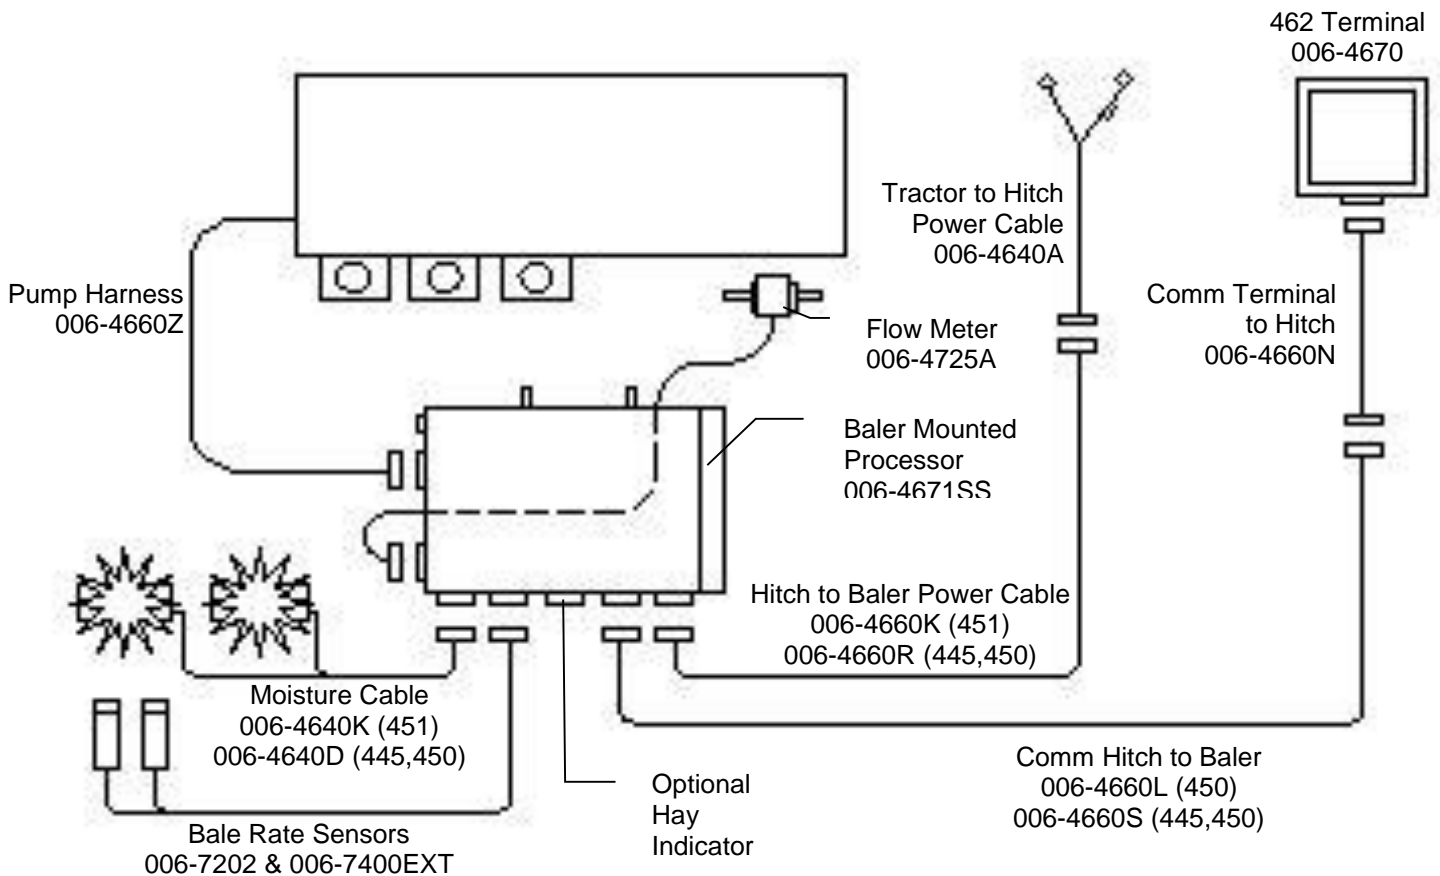 462 Terminal
006-4670
Tractor to Hitch
Power Cable
006-4640A
Pump Harness
006-4660Z
Comm Terminal
to Hitch
006-4660N
Flow Meter
006-4725A
Baler Mounted
Processor
006-4671SS
Hitch to Baler Power Cable
006-4660K (451)
006-4660R (445,450)
Moisture Cable
006-4640K (451)
006-4640D (445,450)
Comm Hitch to Baler
006-4660L (450)
006-4660S (445,450)
Optional
Hay
Indicator
Bale Rate Sensors
006-7202 & 006-7400EXT